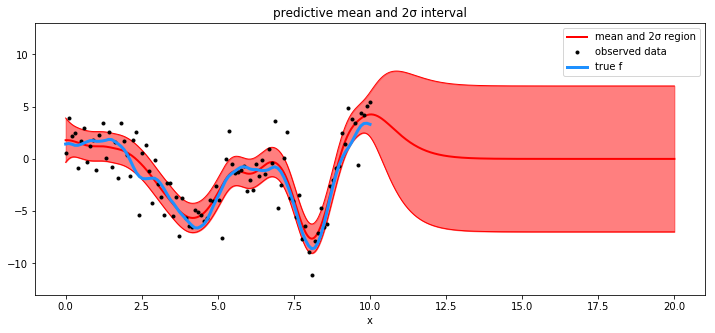 predictive mean and 2σ interval
mean and 2σ region
observed data
true f
10
5
0
−5
−10
0.0 2.5 5.0 7.5 10.0 12.5 15.0 17.5 20.0
x